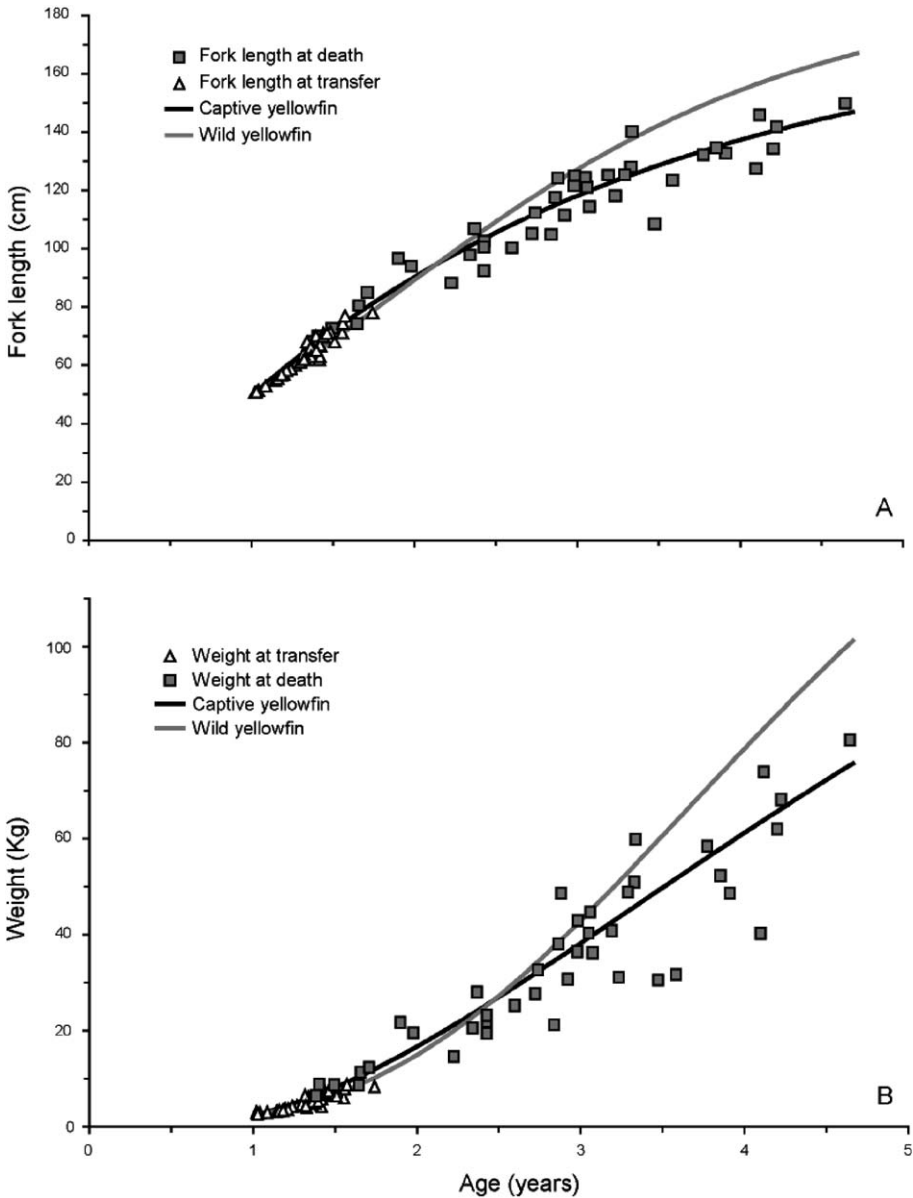 180
160
140
120
100
80
60
40
20
0
Fork length (cm)
Fork length at death
Fork length at transfer
Captive yellowfin
Wild yellowfin
A
100
80
60
40
20
0
Weight (Kg)
Weight at transfer
Weight at death
Captive yellowfin
Wild yellowfin
B
0 1 2 3 4 5
Age (years)